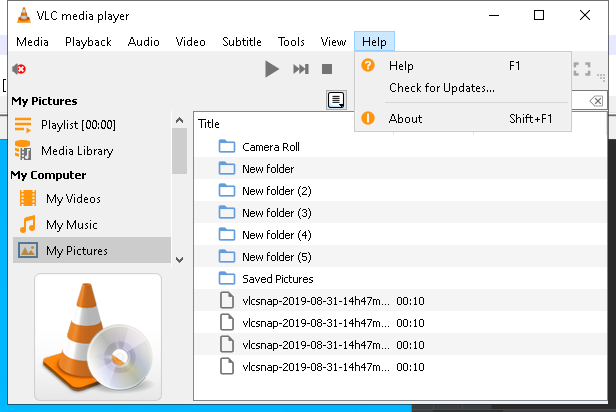 VLC media player
Media Playback Audio Video Subtitle Tools View Help
Help F1
Check for Updates...
About Shift+F1
My Pictures
Playlist [00:00]
Media Library
My Computer
My Videos
My Music
My Pictures
Title
Camera Roll
New folder
New folder (2)
New folder (3)
New folder (4)
New folder (5)
Saved Pictures
vlcsnap-2019-08-31-14h47m... 00:10
vlcsnap-2019-08-31-14h47m... 00:10
vlcsnap-2019-08-31-14h47m... 00:10
vlcsnap-2019-08-31-14h47m... 00:10